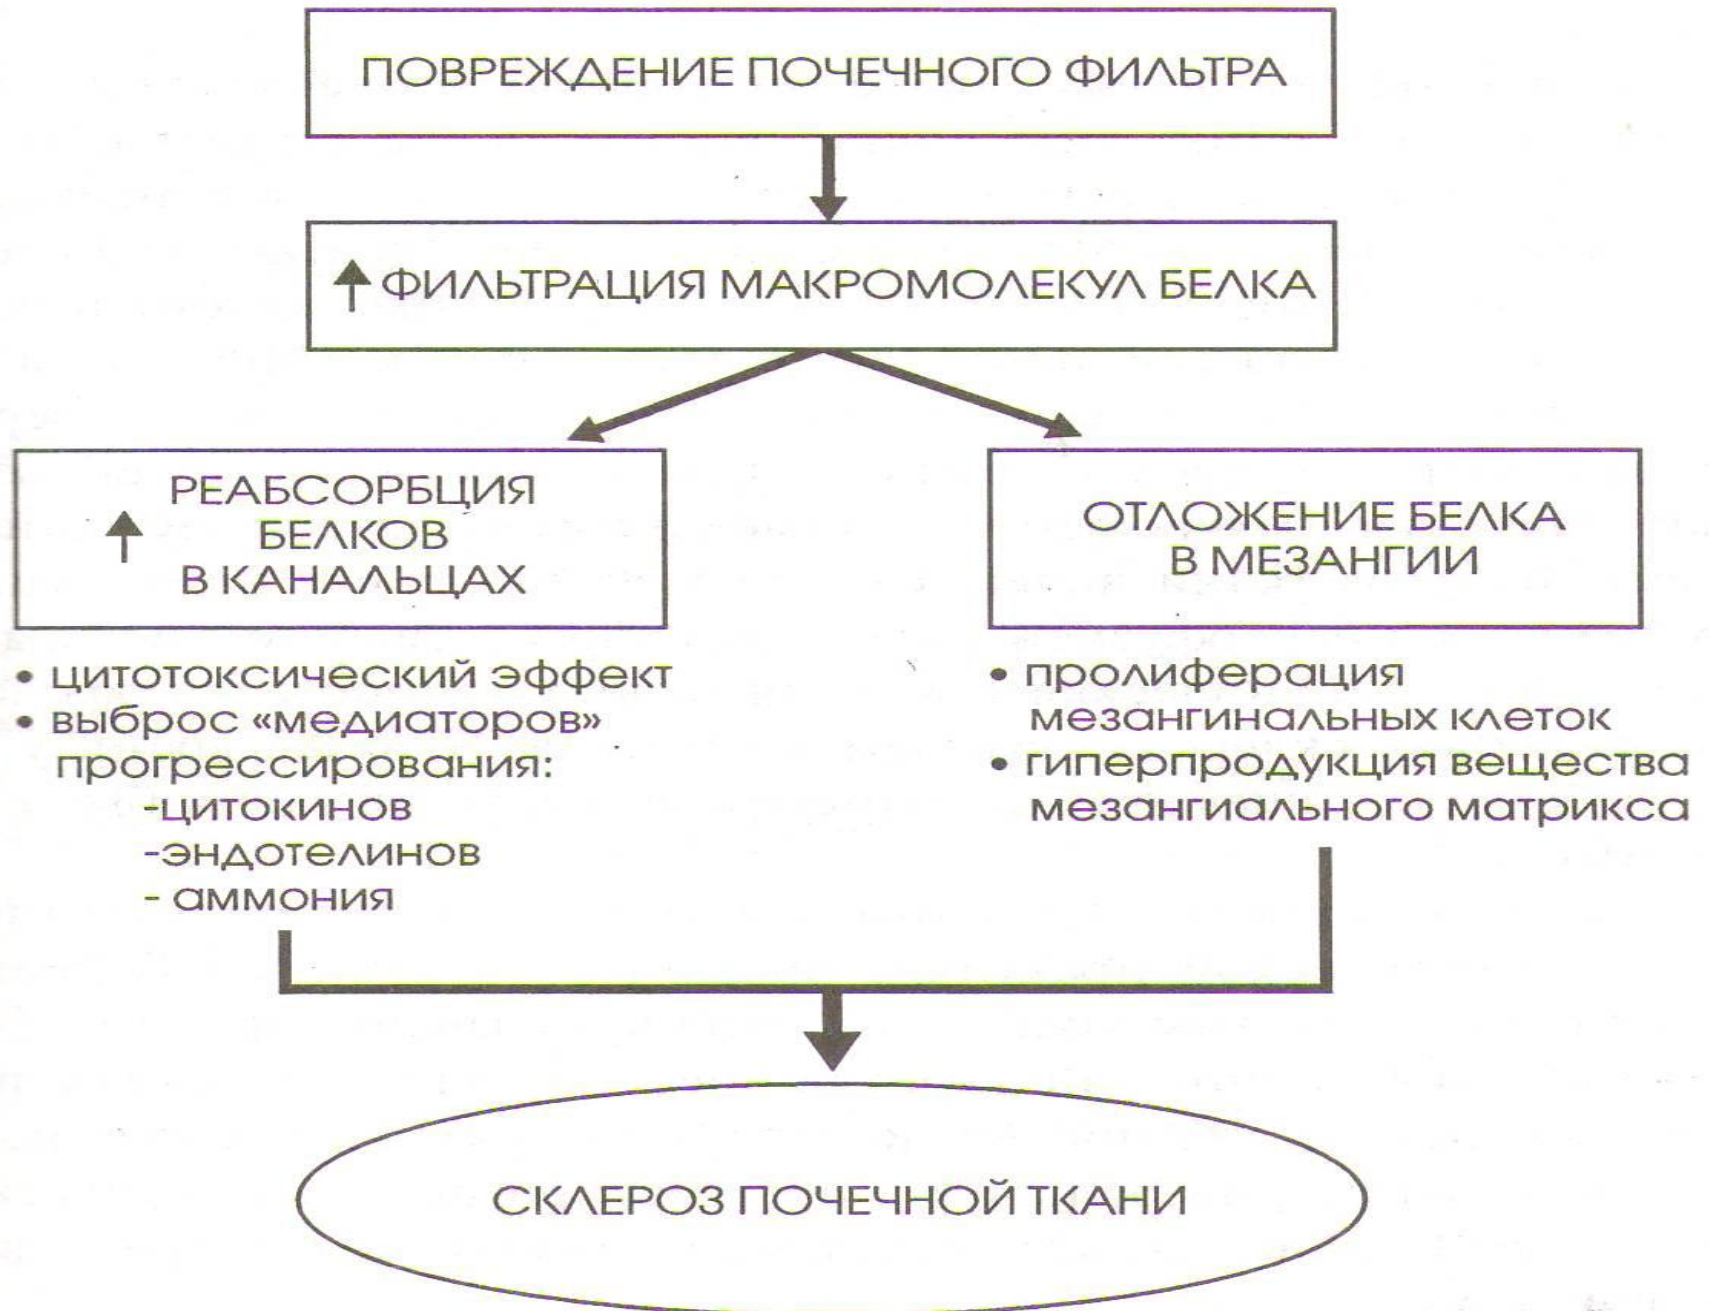 ПОВРЕЖДЕНИЕ ПОЧЕЧНОГО ФИЛЬТРА
↑ ФИЛЬТРАЦИЯ МАКРОМОЛЕКУЛ БЕЛКА
РЕАБСОРБЦИЯ
↑ БЕЛКОВ
В КАНАЛЬЦАХ
• цитотоксический эффект
• выброс «медиаторов»
прогрессирования:
-цитокинов
-эндотелинов
- аммония
ОТЛОЖЕНИЕ БЕЛКА
В МЕЗАНГИИ
• пролиферация
мезангинальных клеток
• гиперпродукция вещества
мезангиального матрикса
СКЛЕРОЗ ПОЧЕЧНОЙ ТКАНИ